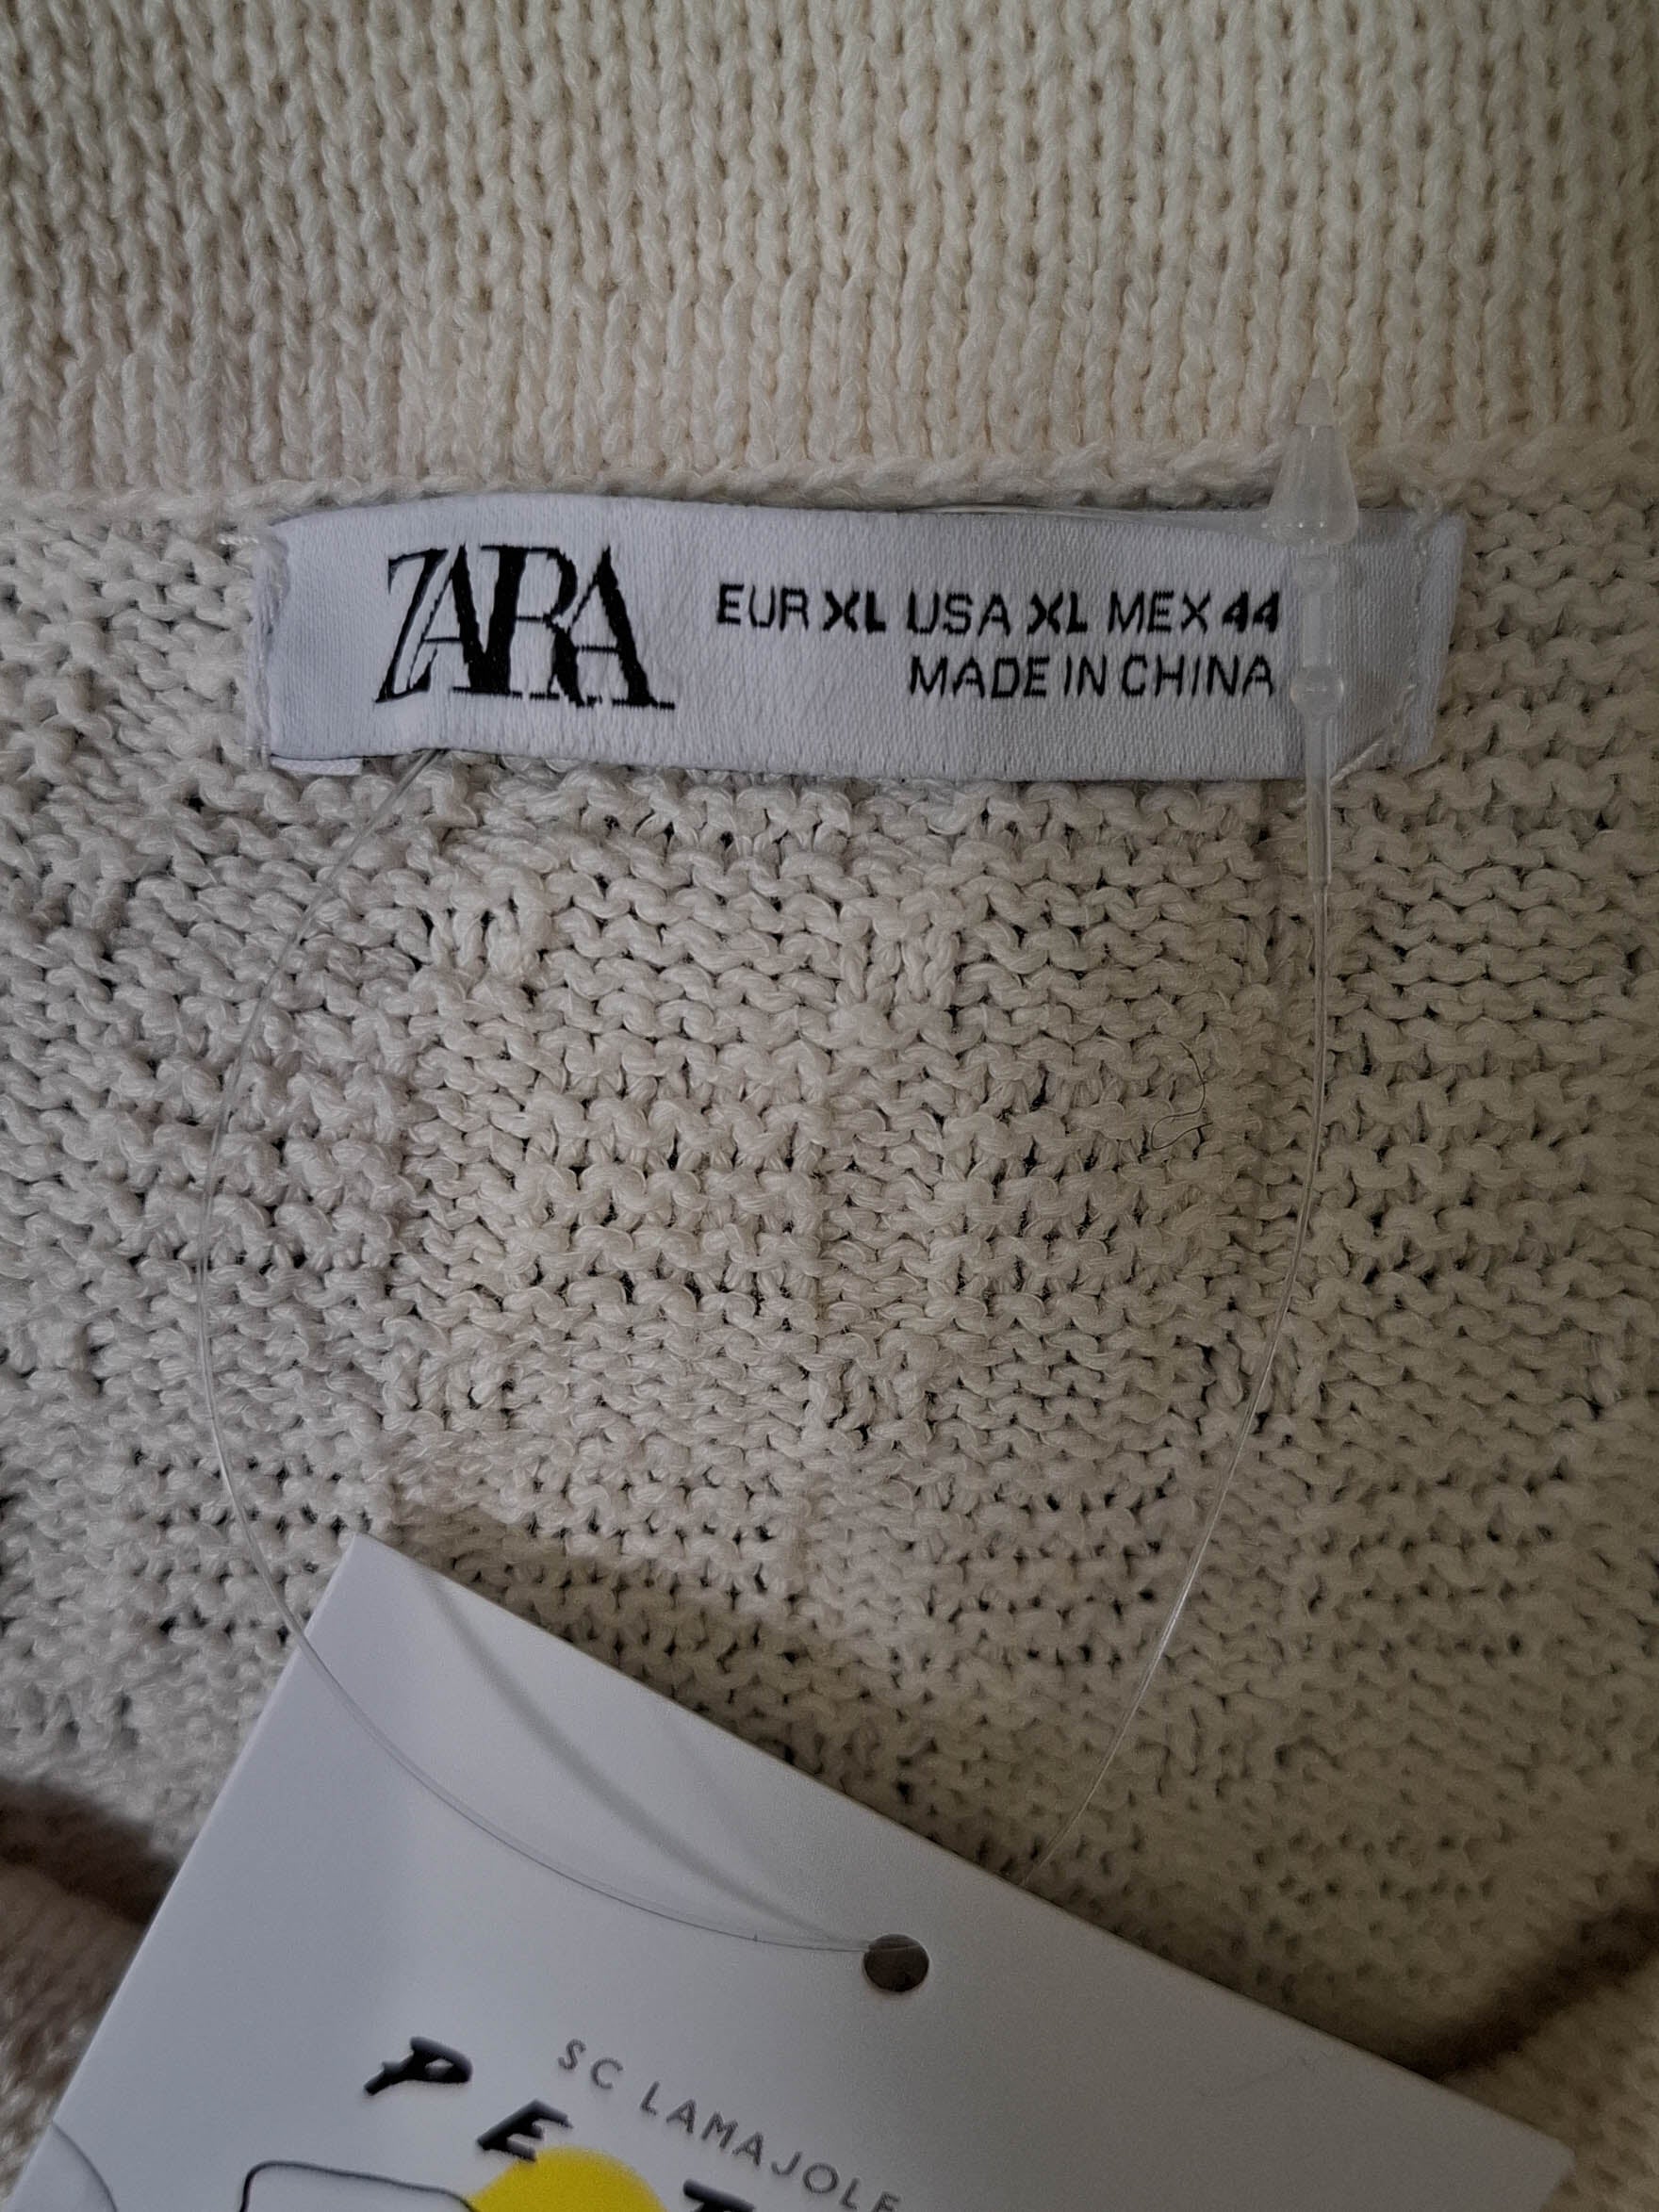 ZARA
EUR XL USA XL MEX 44
MADE IN CHINA
SC LAMAJOLE
P E